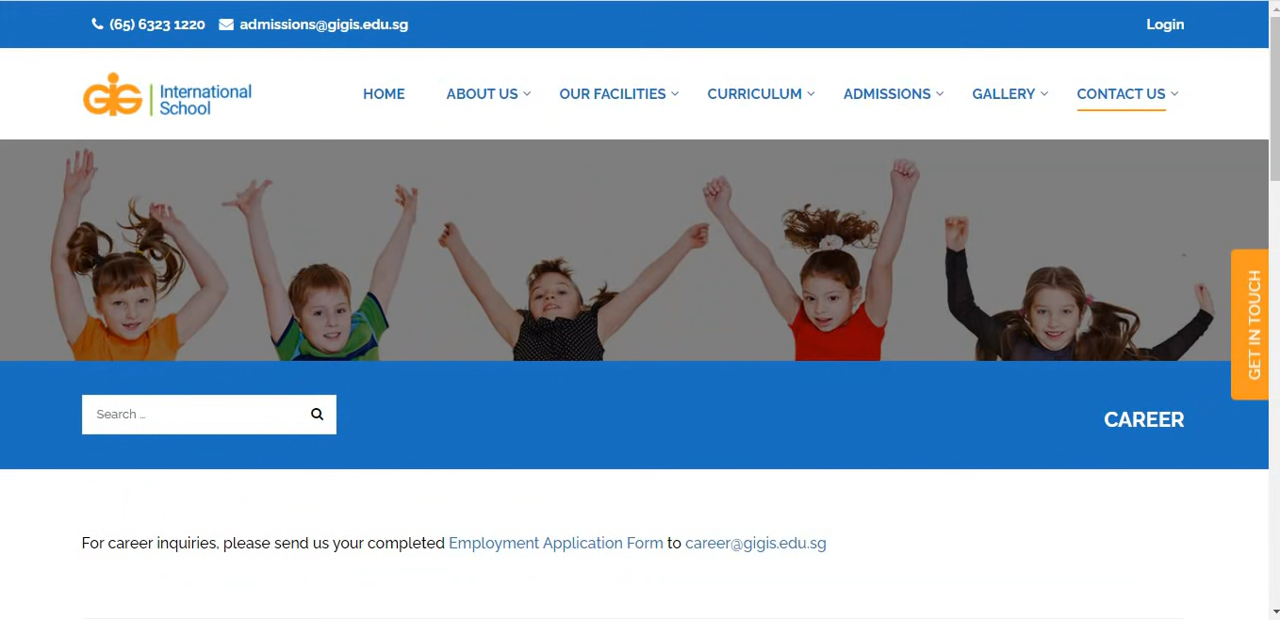 (65) 6323 1220 admissions@gigis.edu.sg Login
GIG International
School
HOME ABOUT US OUR FACILITIES CURRICULUM ADMISSIONS GALLERY CONTACT US
GET IN TOUCH
Search ...
CAREER
For career inquiries, please send us your completed Employment Application Form to career@gigis.edu.sg